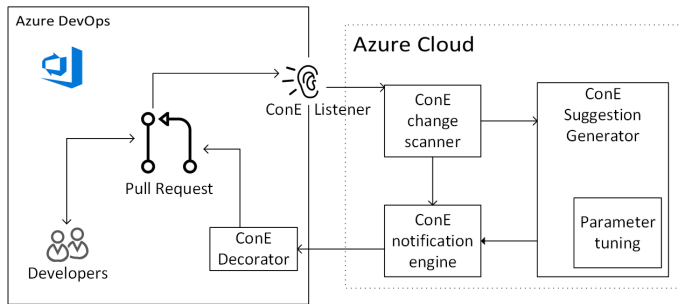 Azure DevOps
Azure Cloud
ConE Listener
ConE
change
scanner
ConE
Suggestion
Generator
Pull Request
Parameter
tuning
ConE
notification
engine
ConE
Decorator
Developers